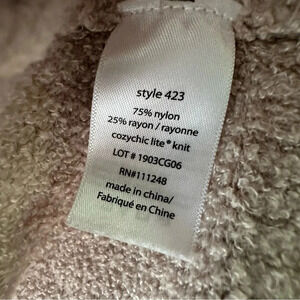 style 423
75% nylon
25% rayon / rayonne
cozychic lite® knit
LOT # 1903CG06
RN#111248
made in china/
Fabriqué en Chine